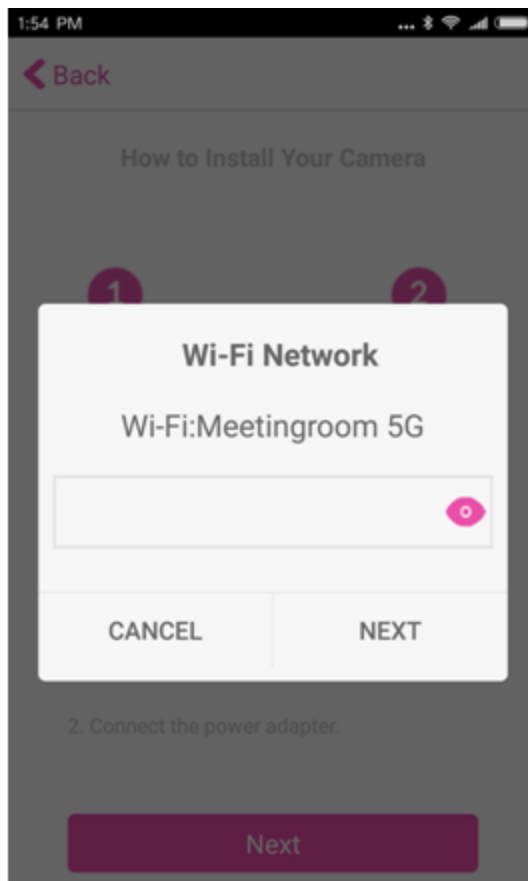 1:54 PM
...
Back
How to Install Your Camera
1 2
Wi-Fi Network
Wi-Fi:Meetingroom 5G
CANCEL NEXT
2. Connect the power adapter.
Next